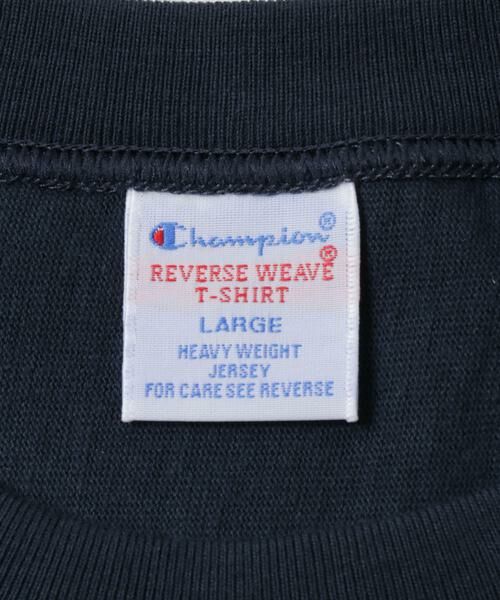 Champion®
REVERSE WEAVE®
T-SHIRT
LARGE
HEAVY WEIGHT
JERSEY
FOR CARE SEE REVERSE